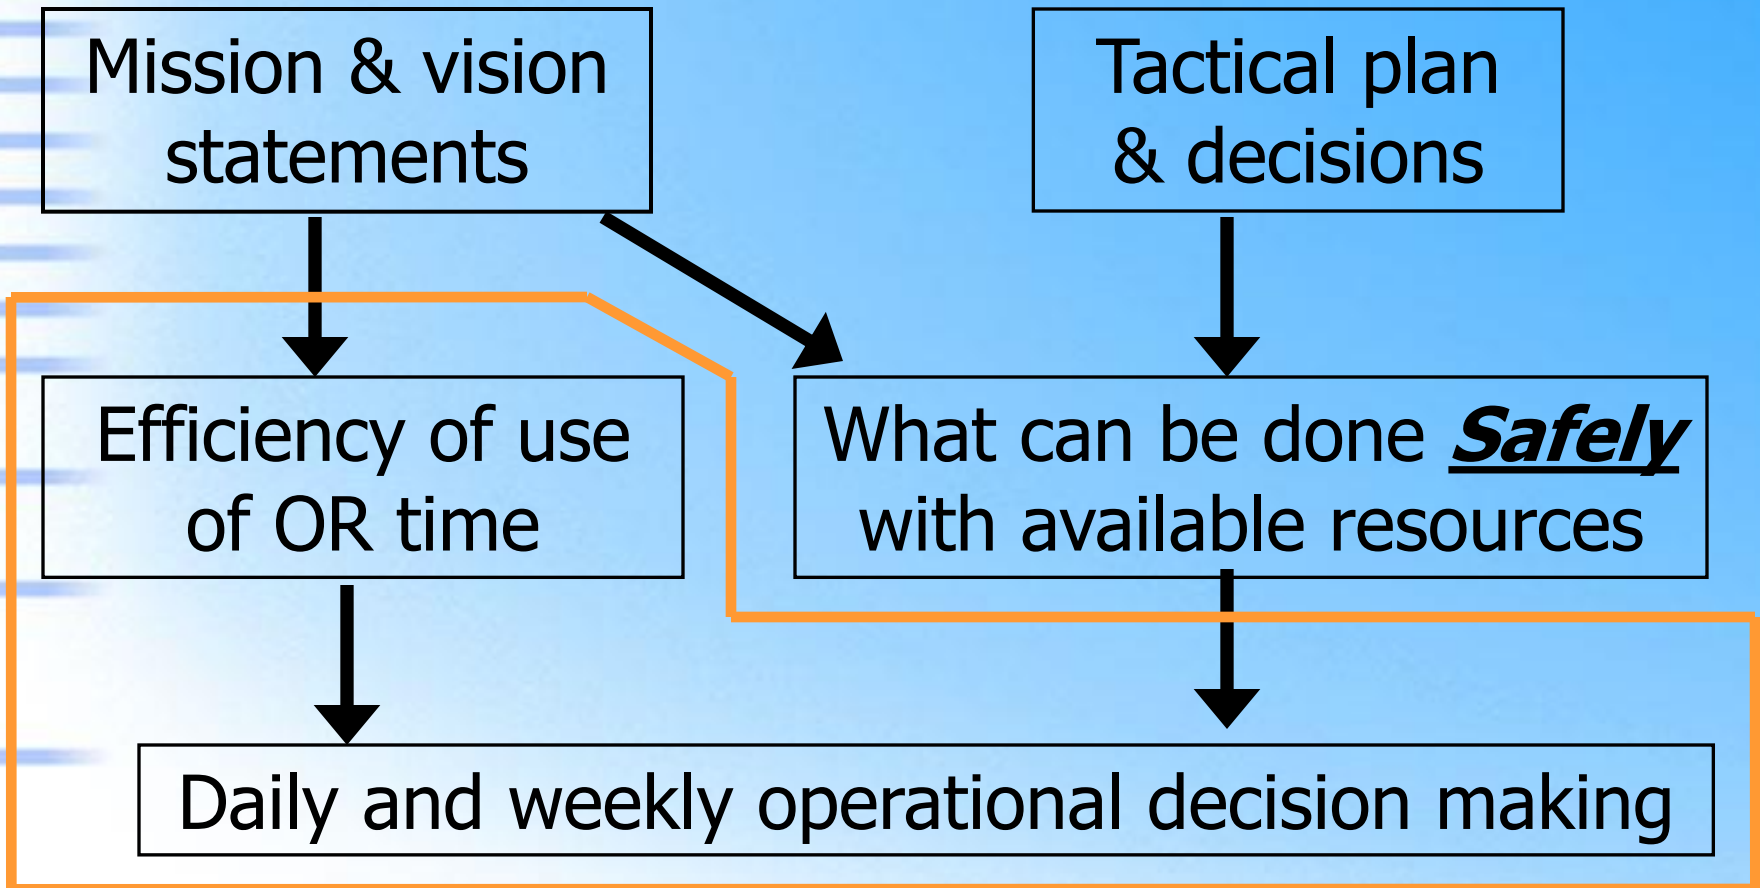 Mission & vision
statements
Tactical plan
& decisions
Efficiency of use
of OR time
What can be done Safely
with available resources
Daily and weekly operational decision making